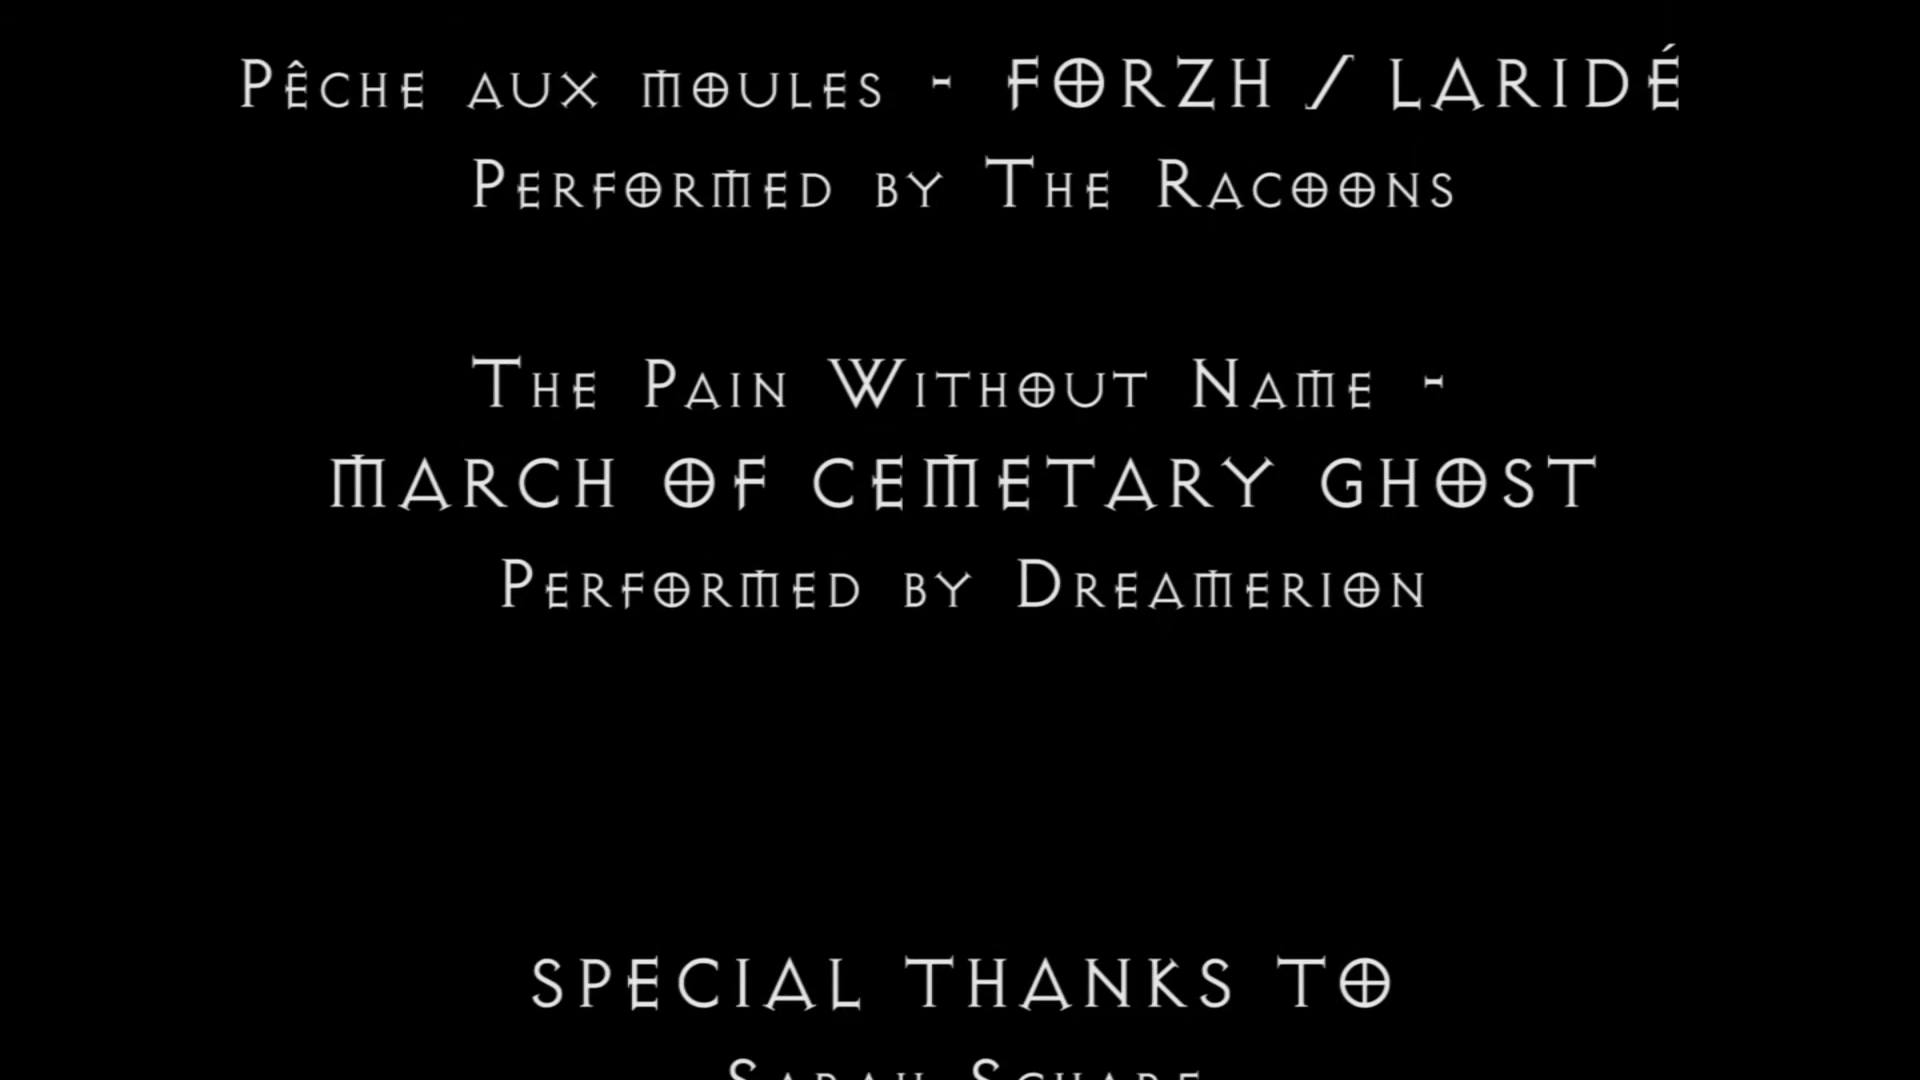 Pêche aux moules - FORZH / LARIDÉ
Performed by The Racoons
The Pain Without Name -
MARCH OF CEMETARY GHOST
Performed by Dreamerion
SPECIAL THANKS TO
Sarah